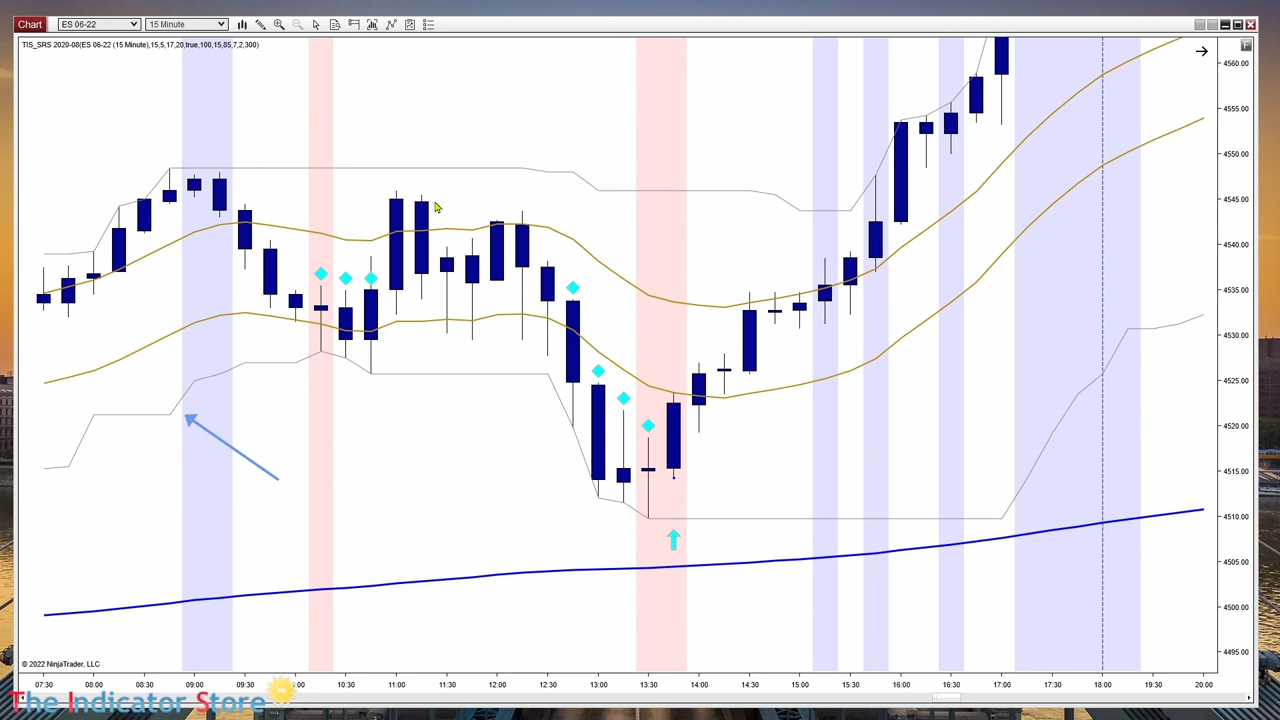 Chart ES 06-22 15 Minute
TIS_SRS 2020-08(ES 06-22 (15 Minute),15,5,17,20,true,100,15,85,7,2,300)
F
4560.00
4555.00
4550.00
4545.00
4540.00
4535.00
4530.00
4525.00
4520.00
4515.00
4510.00
4505.00
4500.00
4495.00
© 2022 NinjaTrader, LLC
07:30 08:00 08:30 09:00 09:30 10:30 11:00 11:30 12:00 12:30 13:00 13:30 14:00 14:30 15:00 15:30 16:00 16:30 17:00 17:30 18:00 19:30 20:00
The Indicator Store